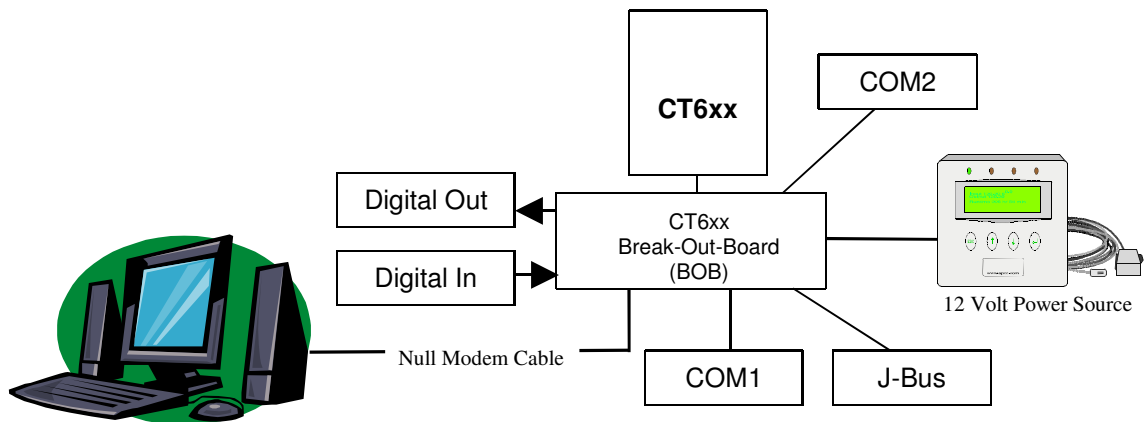 CT6xx
COM2
Digital Out
CT6xx
Break-Out-Board
(BOB)
Digital In
12 Volt Power Source
Null Modem Cable
COM1
J-Bus